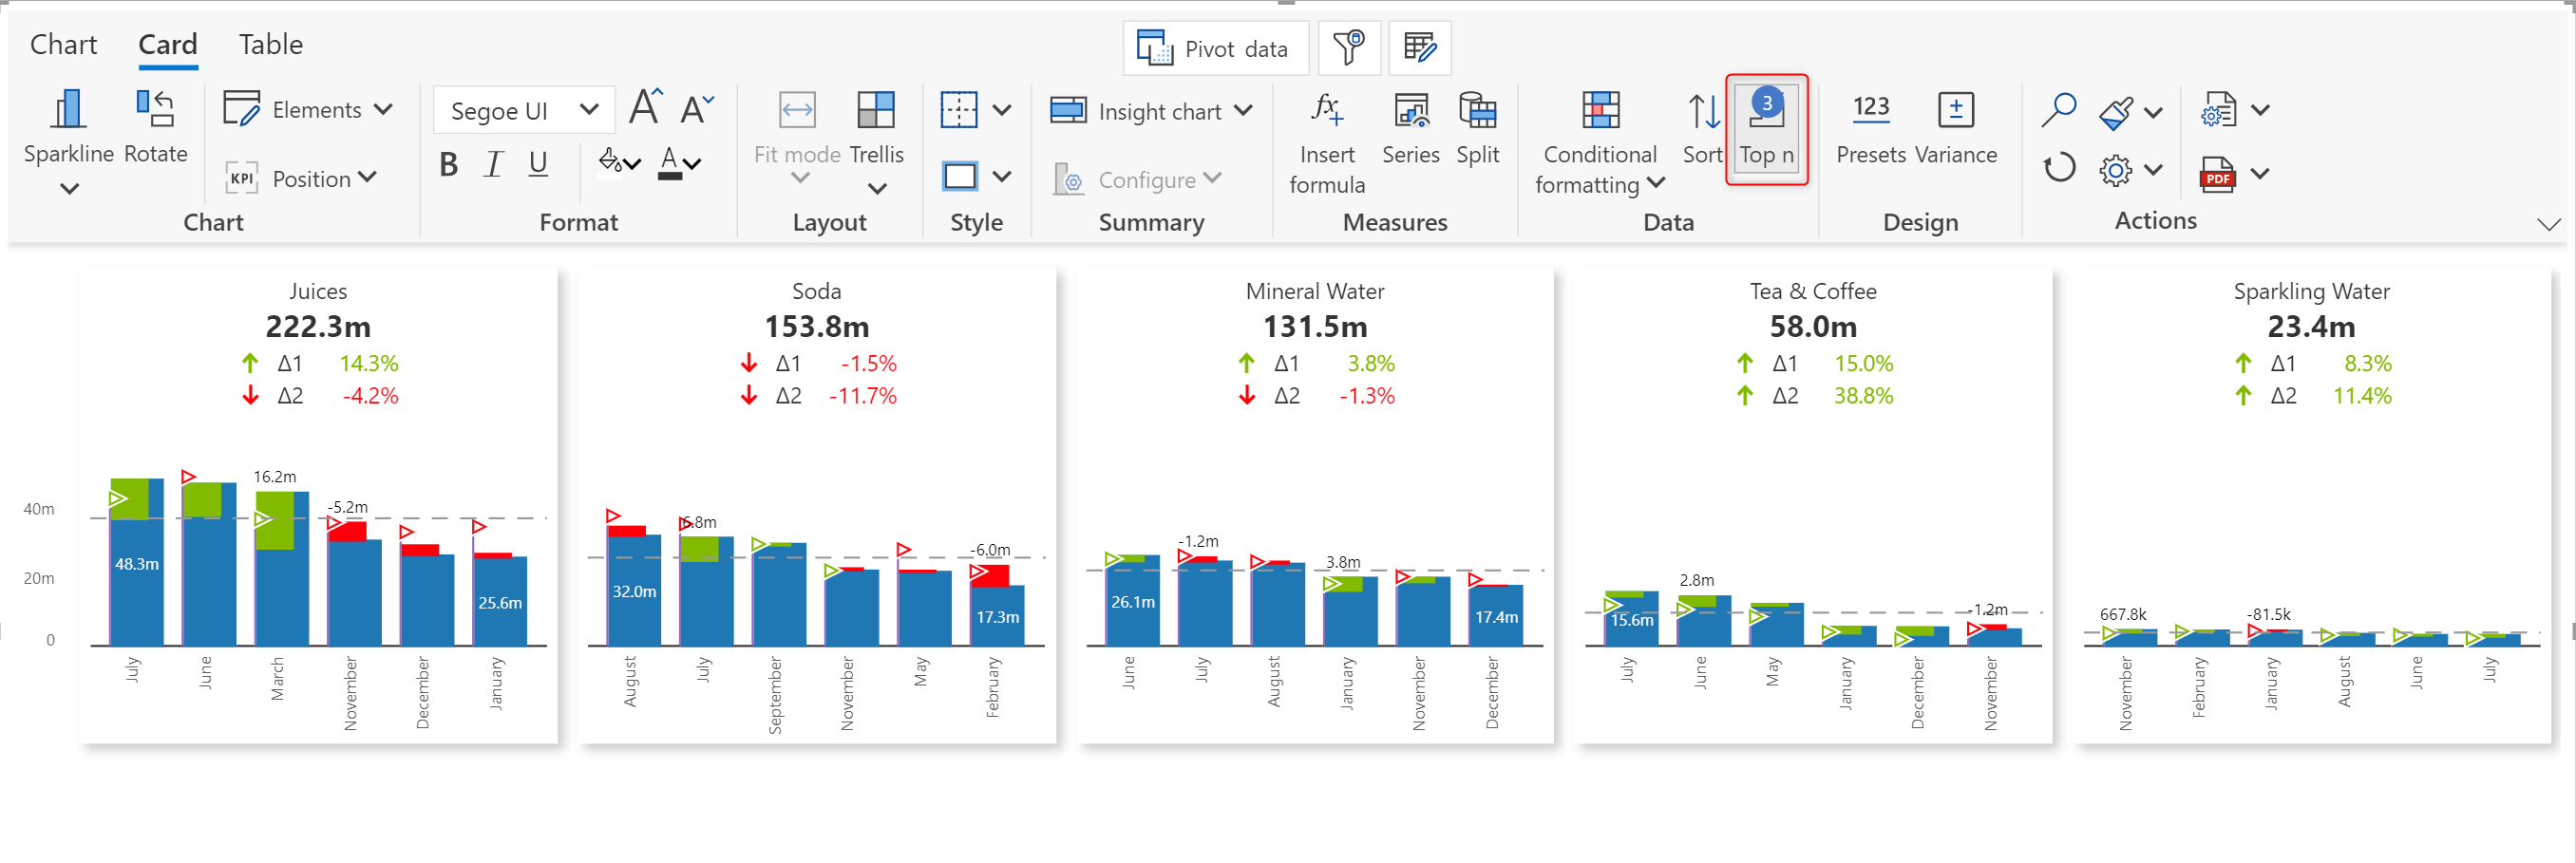 Chart Card Table
Pivot data
Sparkline Rotate
Elements
KPI Position
Chart
Segoe UI A A
B I U A
Format
Fit mode Trellis
Layout
Style
Insight chart
Configure
Summary
fx
Insert formula Series Split
Measures
Conditional formatting Sort 3 Top n
Data
123 Presets Variance
Design
PDF
Actions
Juices
222.3m
Δ1 14.3%
Δ2 -4.2%
40m
20m
0
16.2m
-5.2m
48.3m
25.6m
July June March November December January
Soda
153.8m
Δ1 -1.5%
Δ2 -11.7%
6.8m
-6.0m
32.0m
17.3m
August July September November May February
Mineral Water
131.5m
Δ1 3.8%
Δ2 -1.3%
-1.2m
3.8m
26.1m
17.4m
June July August January November December
Tea & Coffee
58.0m
Δ1 15.0%
Δ2 38.8%
2.8m
-1.2m
15.6m
July June May January December November
Sparkling Water
23.4m
Δ1 8.3%
Δ2 11.4%
667.8k
-81.5k
November February January August June July